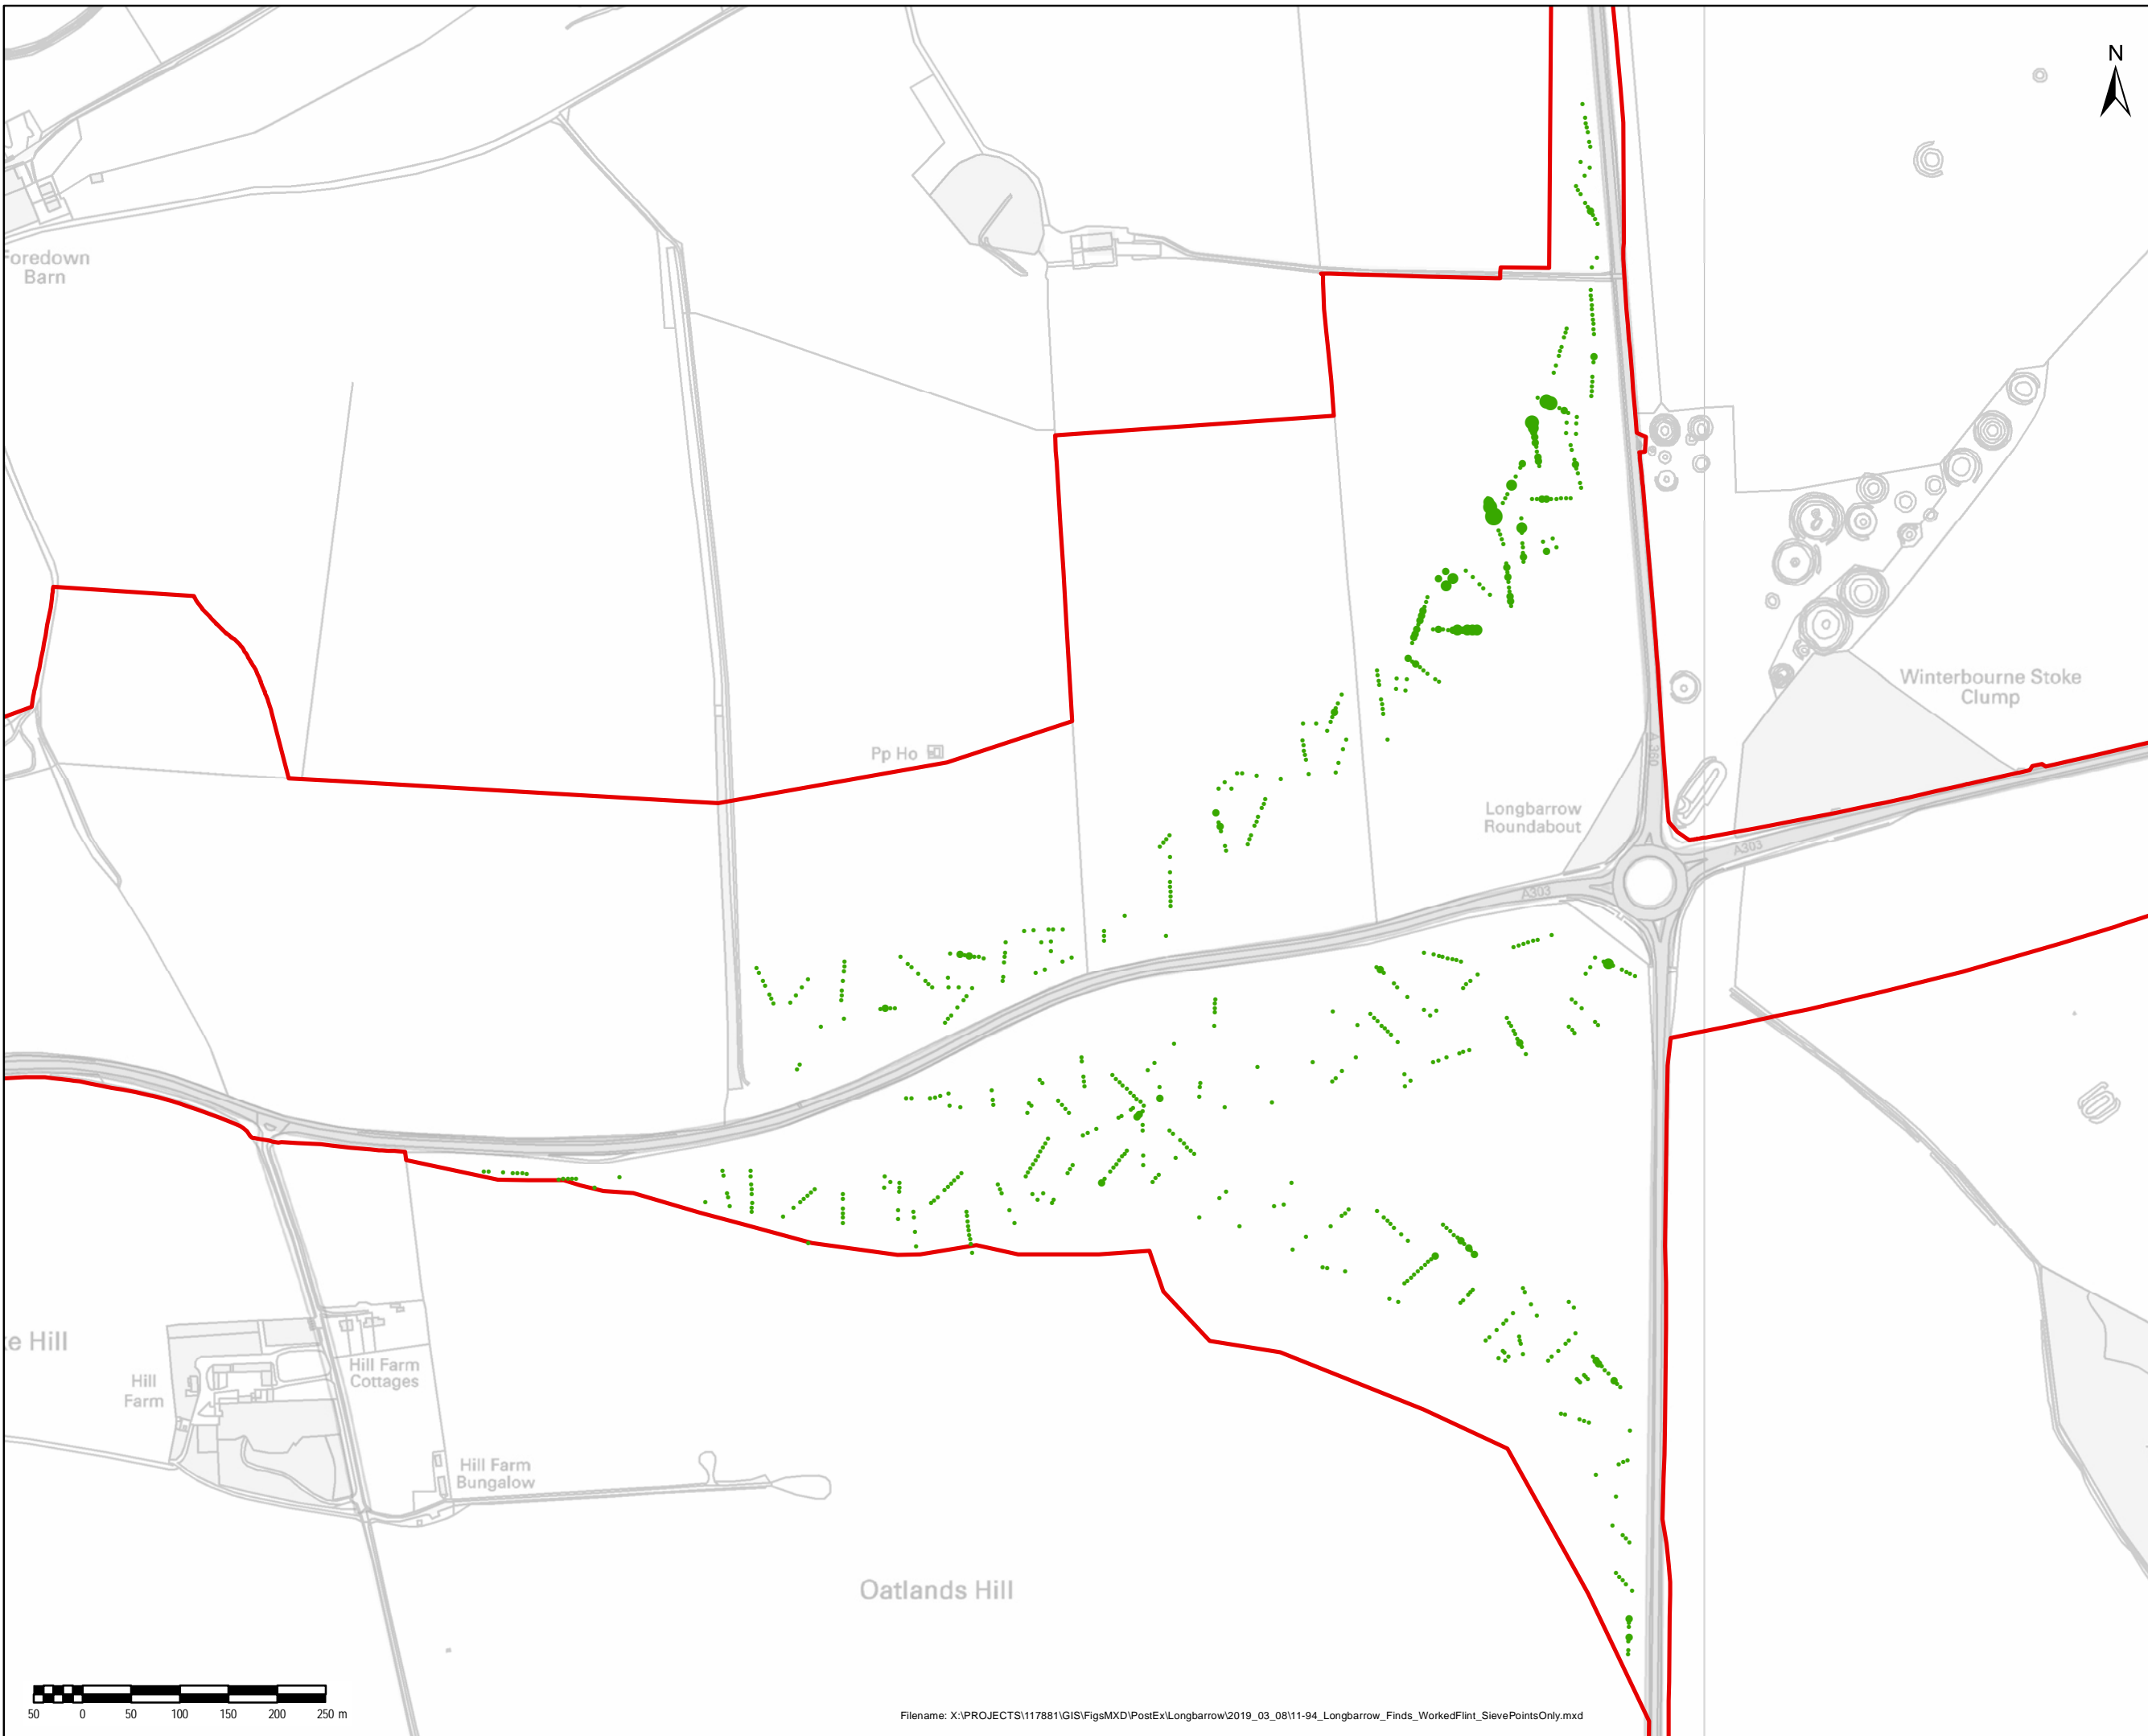 N
Foredown
Barn
Winterbourne Stoke
Clump
Pp Ho
A360
Longbarrow
Roundabout
A303
A303
e Hill
Hill Farm
Cottages
Hill
Farm
Hill Farm
Bungalow
Oatlands Hill
50 0 50 100 150 200 250 m
Filename: X:\PROJECTS\117881\GIS\FigsMXD\PostEx\Longbarrow\2019_03_08\11-94_Longbarrow_Finds_WorkedFlint_SievePointsOnly.mxd